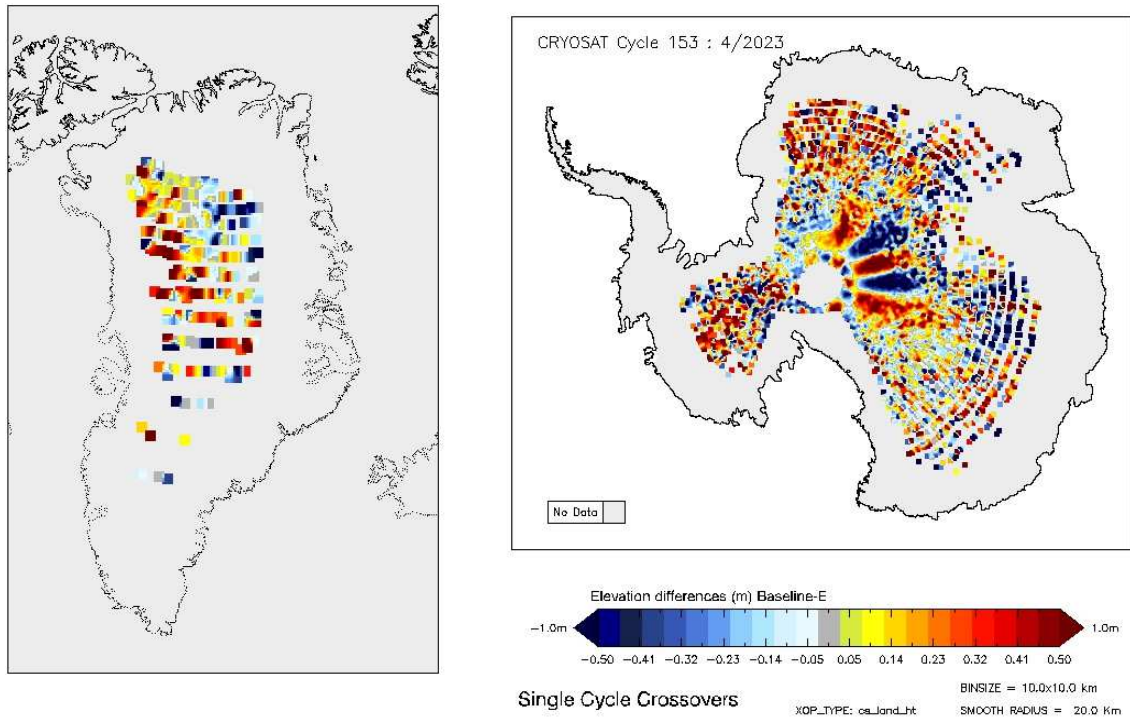 CRYOSAT Cycle 153 : 4/2023
No Data
Elevation differences (m) Baseline-E
-1.0m
1.0m
-0.50 -0.41 -0.32 -0.23 -0.14 -0.05 0.05 0.14 0.23 0.32 0.41 0.50
Single Cycle Crossovers
XOP_TYPE: cs_land_ht
BINSIZE = 10.0x10.0 km
SMOOTH RADIUS = 20.0 Km